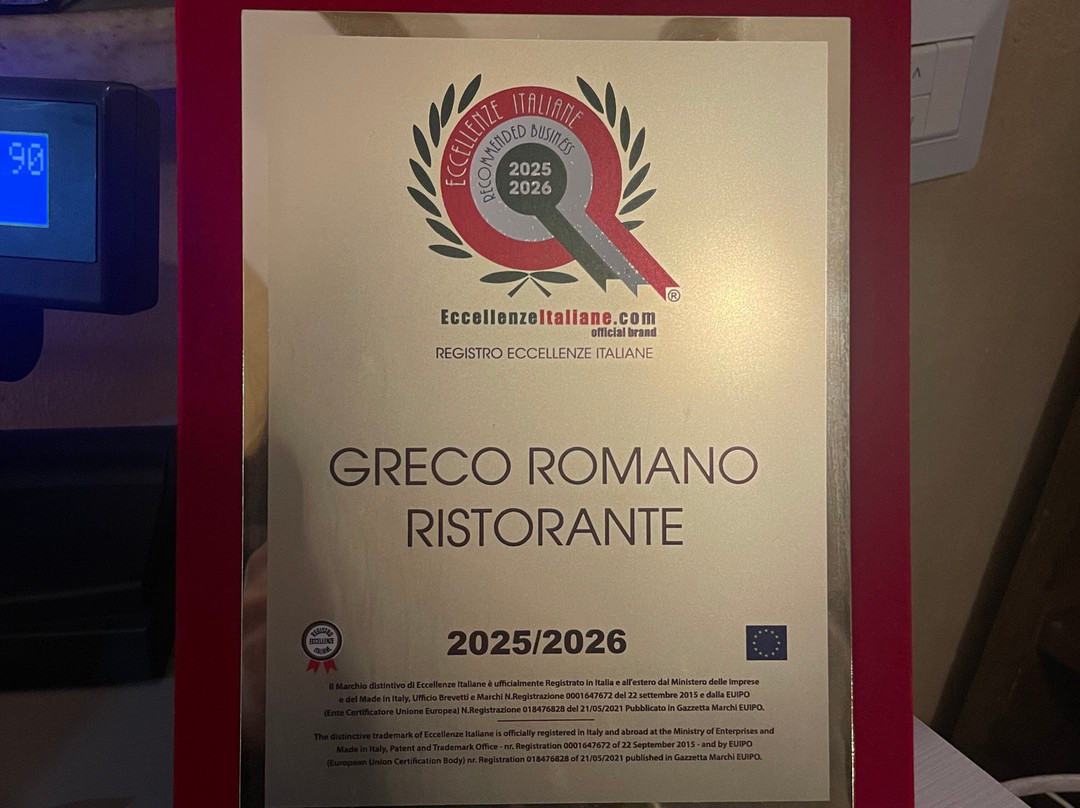 90
ECCELLENZE ITALIANE
RECOMMENDED BUSINESS
2025
2026
®
EccellenzeItaliane.com
official brand
REGISTRO ECCELLENZE ITALIANE
GRECO ROMANO
RISTORANTE
REGISTRO
ECCELLENZE
ITALIANE
2025/2026
Il Marchio distintivo di Eccellenze Italiane è ufficialmente Registrato in Italia e all'estero dal Ministero delle Imprese
e del Made in Italy, Ufficio Brevetti e Marchi N.Registrazione 0001647672 del 22 settembre 2015 e dalla EUIPO
(Ente Certificatore Unione Europea) N.Registrazione 018476828 del 21/05/2021 Pubblicato in Gazzetta Marchi EUIPO.
The distinctive trademark of Eccellenze Italiane is officially registered in Italy and abroad at the Ministry of Enterprises and
Made in Italy, Patent and Trademark Office - nr. Registration 0001647672 of 22 September 2015 - and by EUIPO
(European Union Certification Body) nr. Registration 018476828 of 21/05/2021 published in Gazzetta Marchi EUIPO.